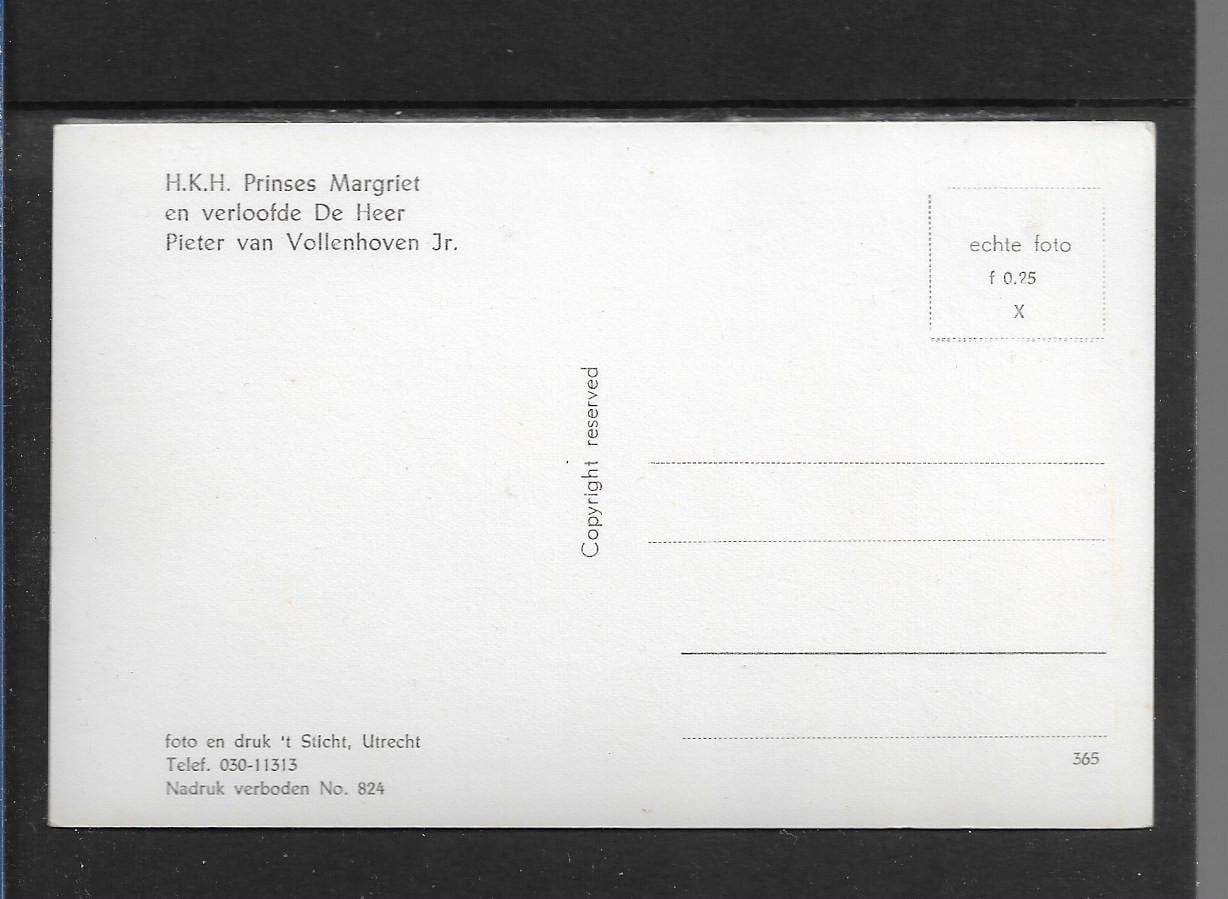 H.K.H. Prinses Margriet
en verloofde De Heer
Pieter van Vollenhoven Jr.
echte foto
f 0.25
X
Copyright reserved
foto en druk 't Sticht, Utrecht
Telef. 030-11313
Nadruk verboden No. 824
365